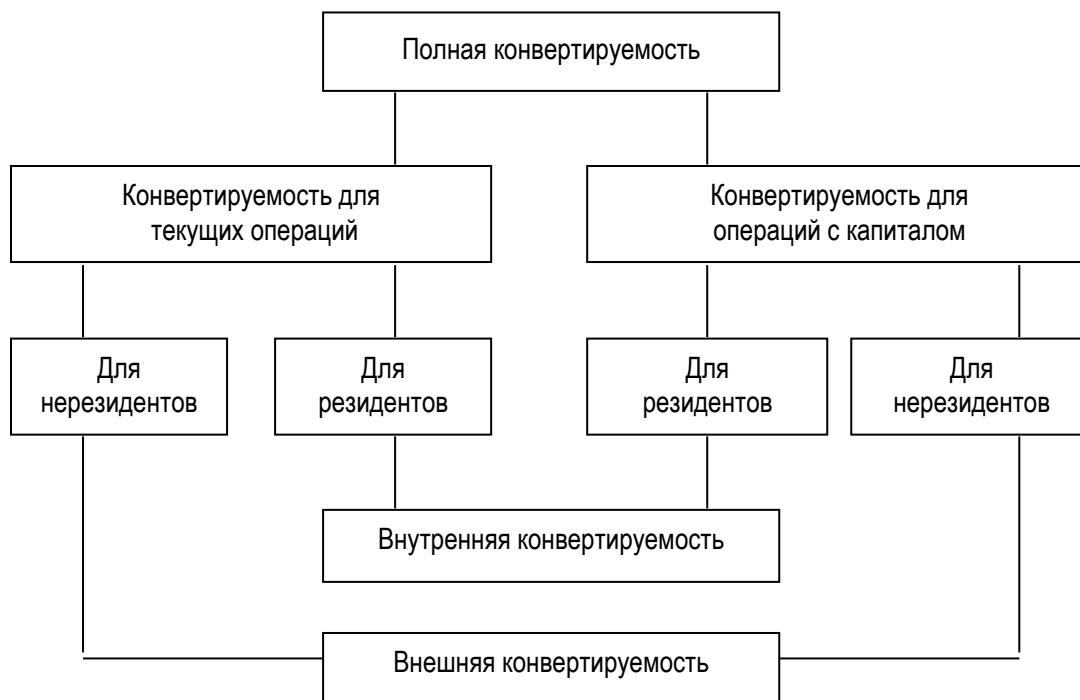 Полная конвертируемость
Конвертируемость для
текущих операций
Конвертируемость для
операций с капиталом
Для
нерезидентов
Для
резидентов
Для
резидентов
Для
нерезидентов
Внутренняя конвертируемость
Внешняя конвертируемость